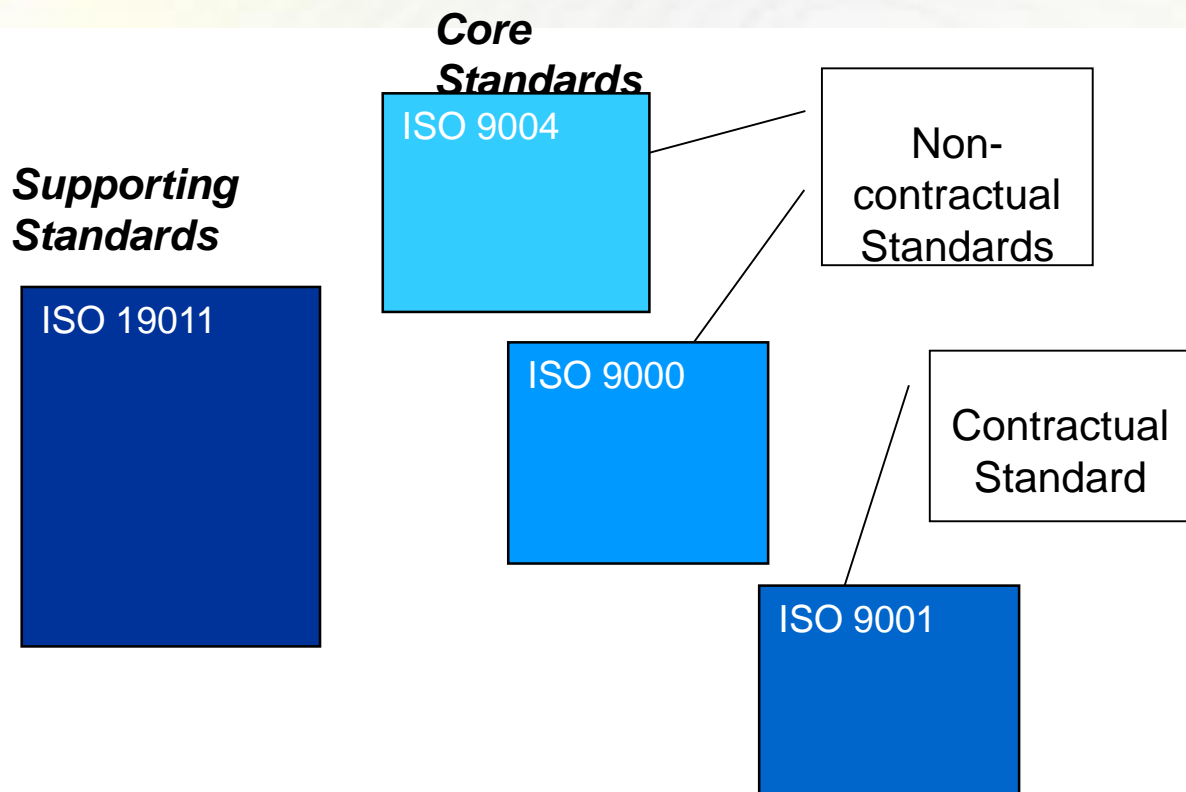 Core
Standards
ISO 9004
Non-
contractual
Standards
Supporting
Standards
ISO 19011
ISO 9000
Contractual
Standard
ISO 9001